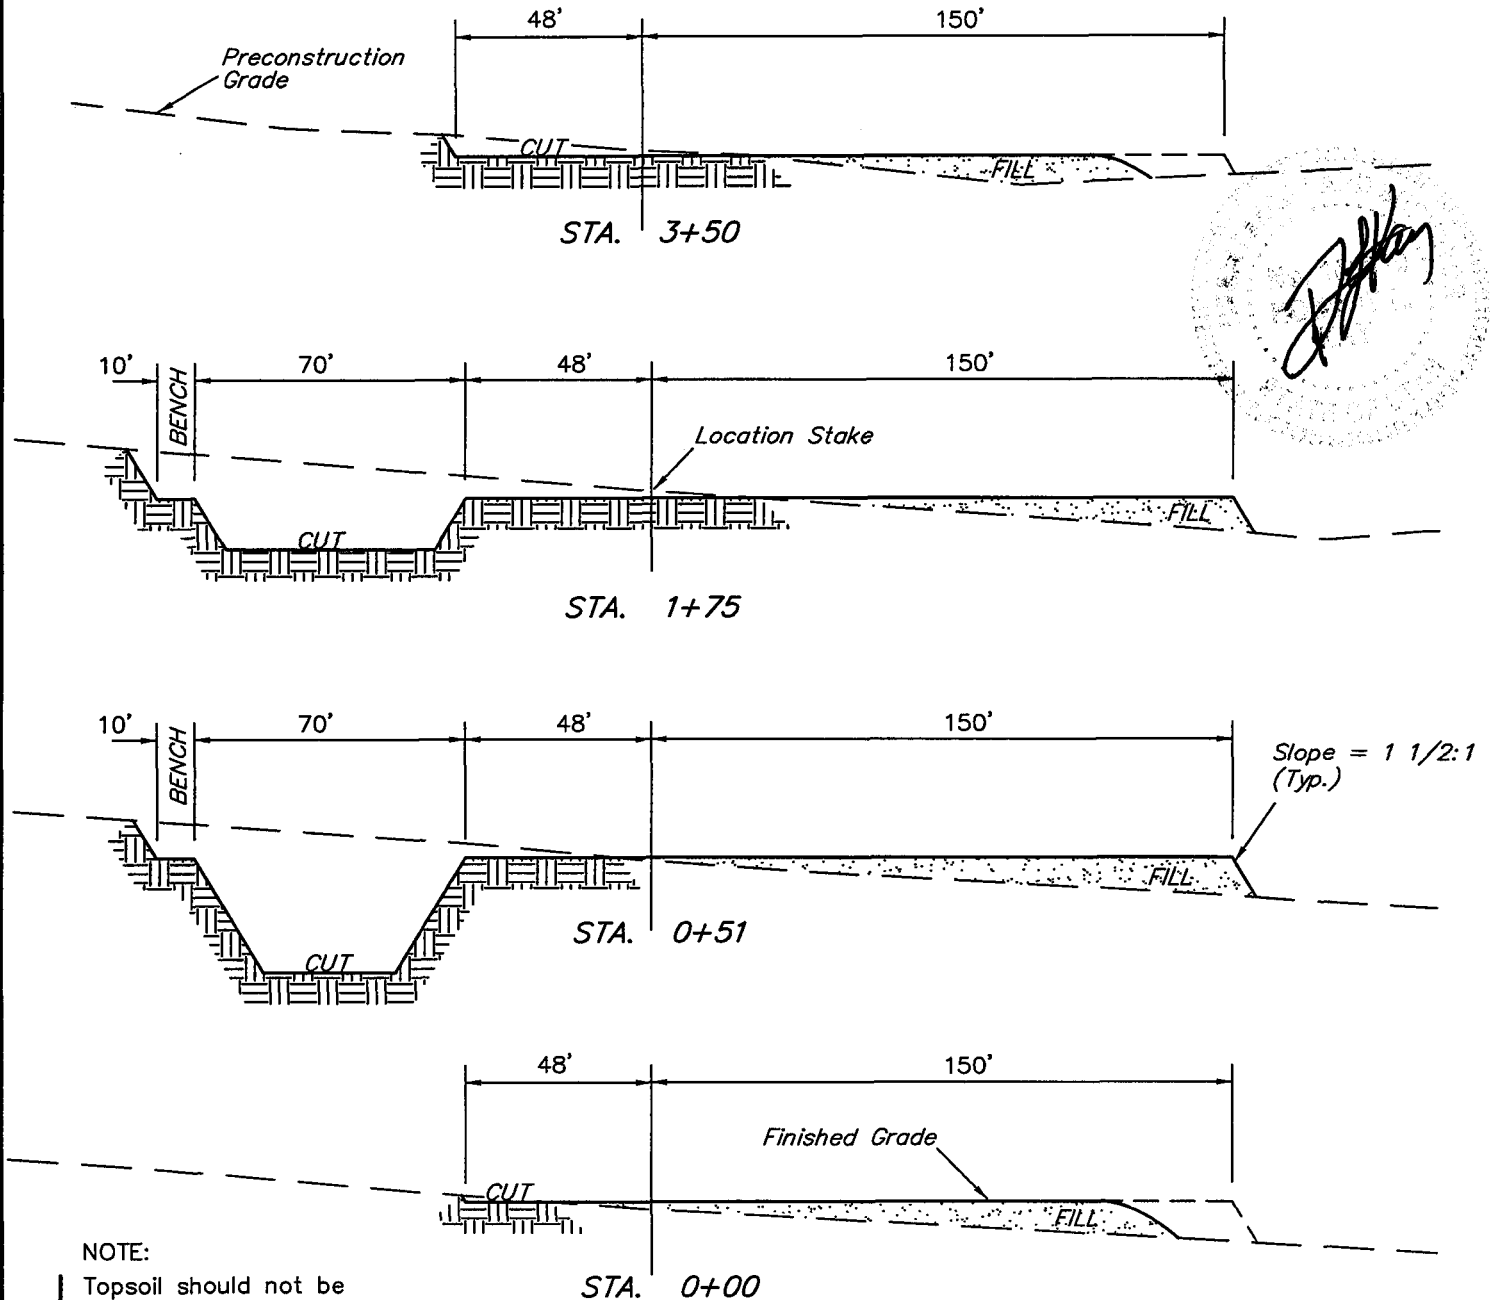 48' 150'
Preconstruction
Grade
CUT
FILL
STA. 3+50
10' BENCH 70' 48' 150'
Location Stake
CUT
FILL
STA. 1+75
10' BENCH 70' 48' 150'
Slope = 1 1/2:1
(Typ.)
FILL
STA. 0+51
CUT
48' 150'
Finished Grade
CUT
FILL
NOTE:
Topsoil should not be
STA. 0+00